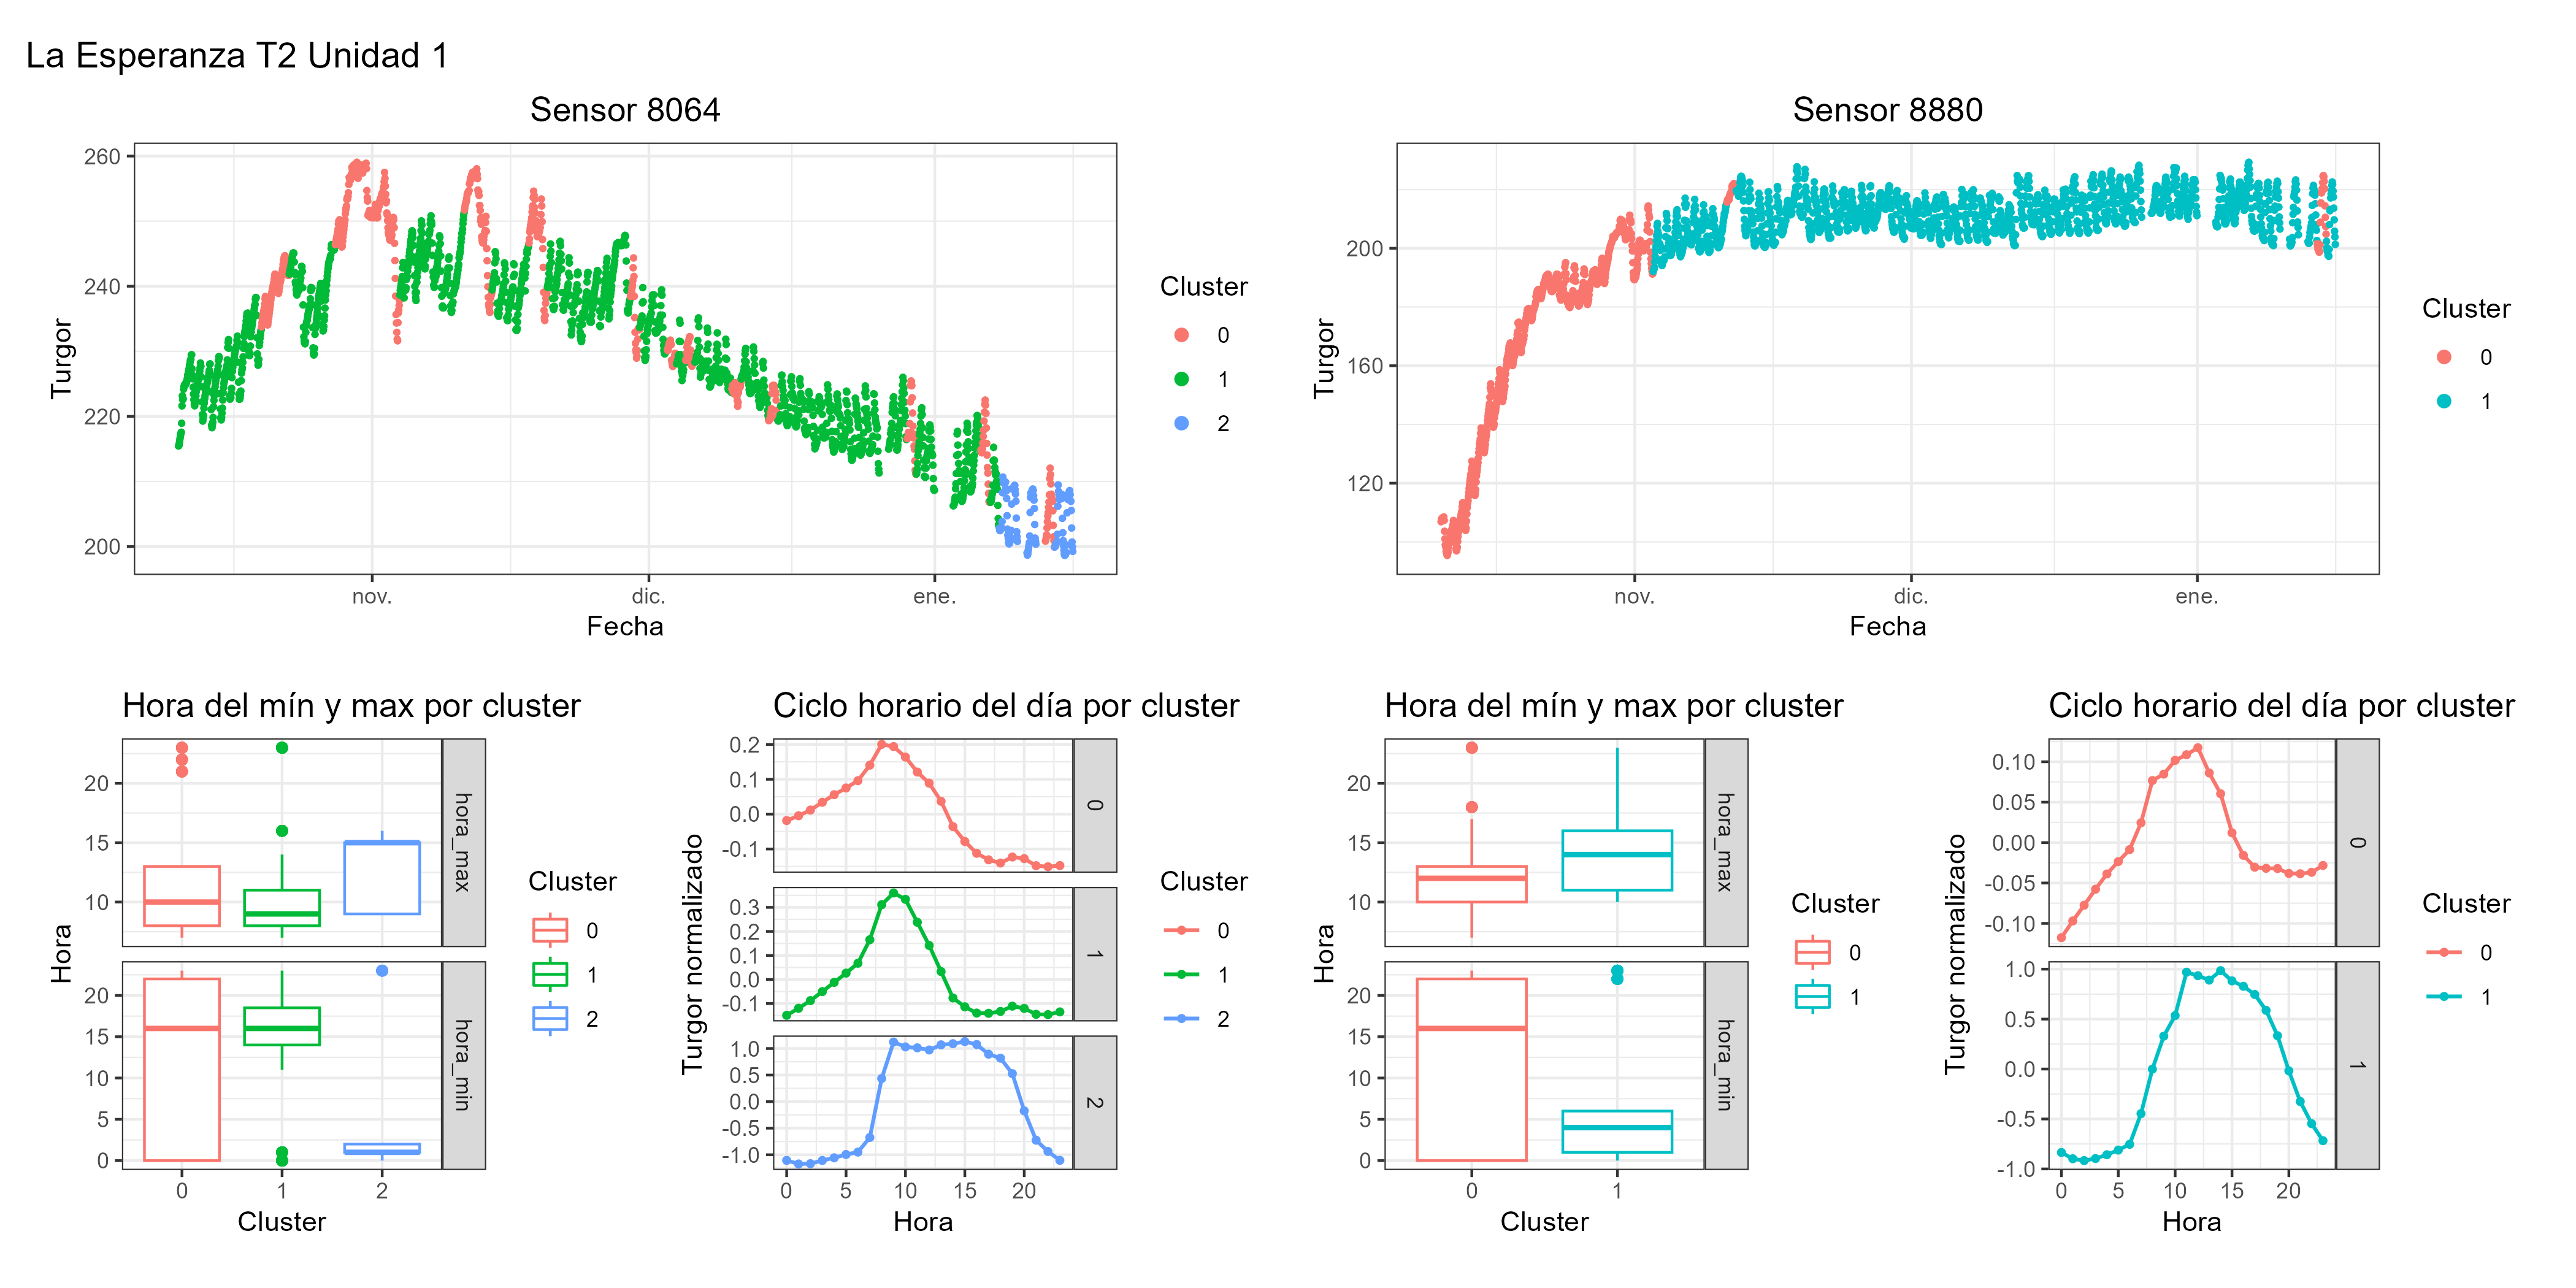 La Esperanza T2 Unidad 1
Sensor 8064
260
240
220
200
Turgor
nov.
dic.
ene.
Fecha
Cluster
0
1
2
Sensor 8880
200
160
120
Turgor
nov.
dic.
ene.
Fecha
Cluster
0
1
Hora del mín y max por cluster
20
15
10
hora_max
20
15
10
5
0
hora_min
Hora
0
1
2
Cluster
Cluster
0
1
2
Ciclo horario del día por cluster
0.2
0.1
0.0
-0.1
0
0.3
0.2
0.1
0.0
-0.1
1
1.0
0.5
0.0
-0.5
-1.0
2
Turgor normalizado
0
5
10
15
20
Hora
Cluster
0
1
2
Hora del mín y max por cluster
20
15
10
hora_max
20
15
10
5
0
hora_min
Hora
0
1
Cluster
Cluster
0
1
Ciclo horario del día por cluster
0.10
0.05
0.00
-0.05
-0.10
0
1.0
0.5
0.0
-0.5
-1.0
1
Turgor normalizado
0
5
10
15
20
Hora
Cluster
0
1